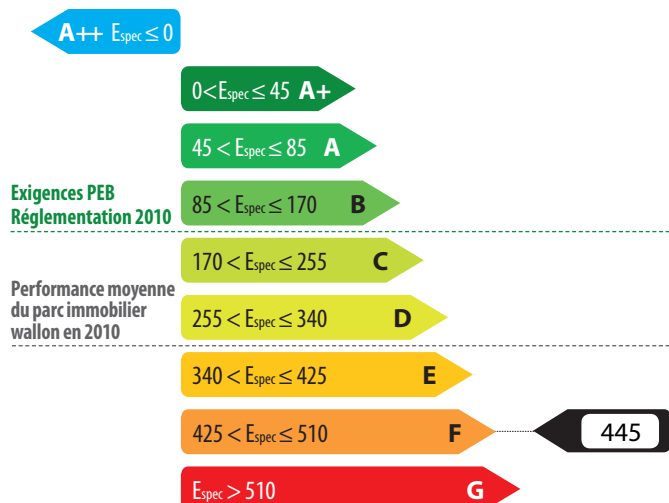 A++ Espec ≤ 0
0 < Espec ≤ 45 A+
45 < Espec ≤ 85 A
Exigences PEB
Réglementation 2010
85 < Espec ≤ 170 B
170 < Espec ≤ 255 C
Performance moyenne
du parc immobilier
wallon en 2010
255 < Espec ≤ 340 D
340 < Espec ≤ 425 E
425 < Espec ≤ 510 F
445
Espec > 510 G